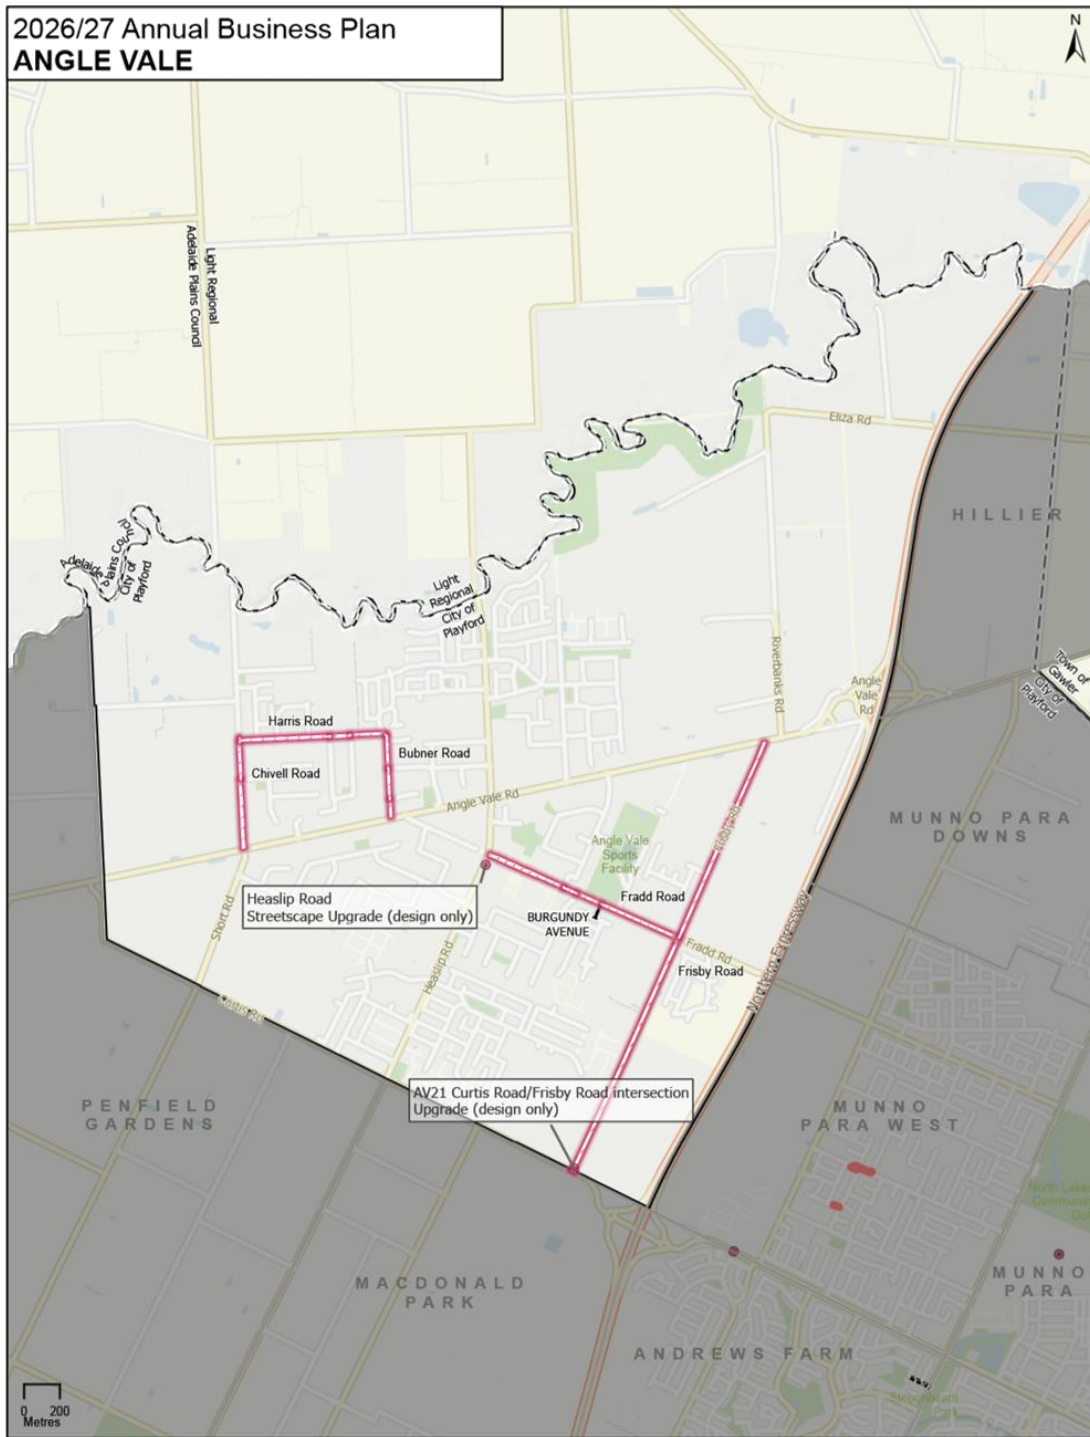 2026/27 Annual Business Plan
ANGLE VALE
N
Adelaide Plains Council
Light Regional
Eliza Rd
HILLIER
Adelaide Plains Council
City of
Playford
Light
Regional
City of
Playford
Riverbanks Rd
Angle
Vale
Rd
Town of
Gawler
City of
Playford
Harris Road
Bubner Road
Chivell Road
Angle Vale Rd
MUNNO PARA
DOWNS
Angle Vale
Sports
Facility
Frisby Rd
Heaslip Road
Streetscape Upgrade (design only)
Fradd Road
BURGUNDY
AVENUE
Short Rd
Heaslip Rd
Fradd Rd
Frisby Road
Northern Expressway
Curtis Rd
AV21 Curtis Road/Frisby Road intersection
Upgrade (design only)
PENFIELD
GARDENS
MUNNO
PARA WEST
MACDONALD
PARK
MUNNO
PARA
ANDREWS FARM
Stebonheath
Park
0 200
Metres